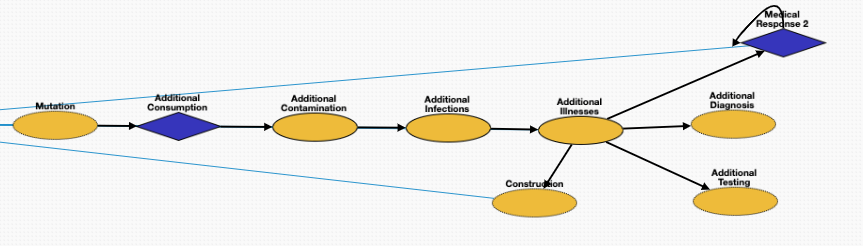 Medical
Response 2
Mutation
Additional
Consumption
Additional
Contamination
Additional
Infections
Additional
Illnesses
Additional
Diagnosis
Construction
Additional
Testing